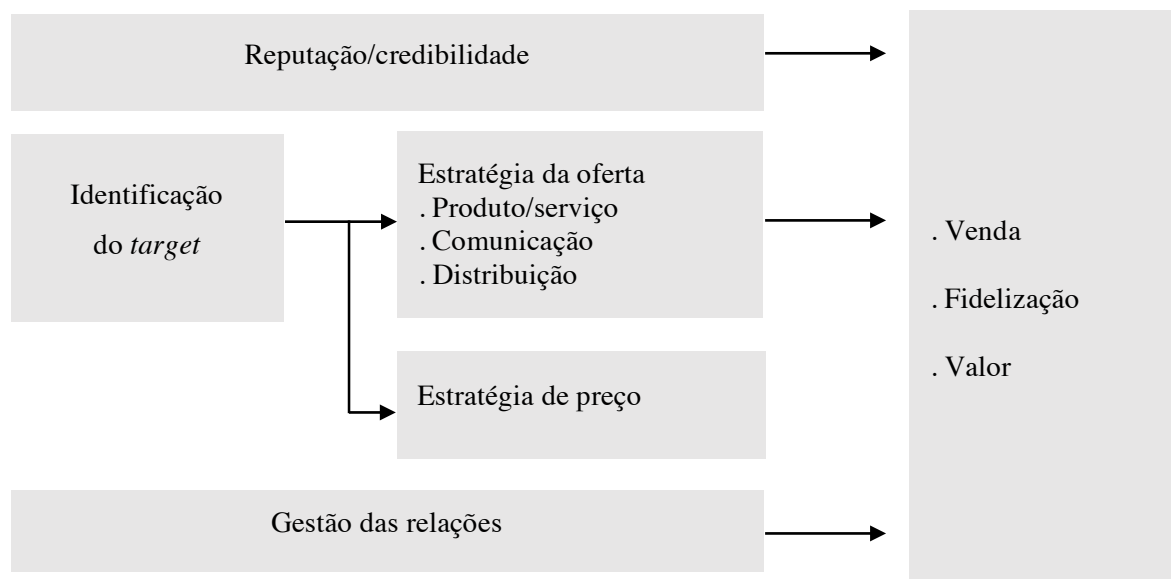 Reputação/credibilidade
Identificação
do target
Estratégia da oferta
. Produto/serviço
. Comunicação
. Distribuição
Estratégia de preço
Gestão das relações
. Venda
. Fidelização
. Valor